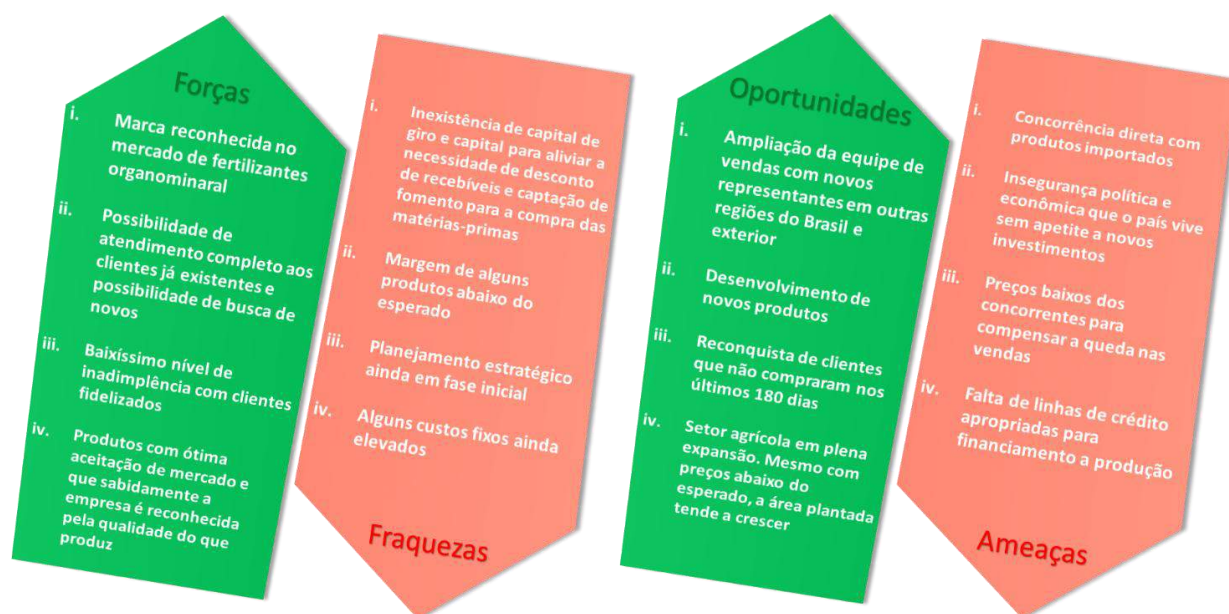 Forças
i. Marca reconhecida no
mercado de fertilizantes
organominaral
ii. Possibilidade de
atendimento completo aos
clientes já existentes e
possibilidade de busca de
novos
iii. Baixíssimo nível de
inadimplência com clientes
fidelizados
iv. Produtos com ótima
aceitação de mercado e
que sabidamente a
empresa é reconhecida
pela qualidade do que
produz
i. Inexistência de capital de
giro e capital para aliviar a
necessidade de desconto
de recebíveis e captação de
fomento para a compra das
matérias-primas
ii. Margem de alguns
produtos abaixo do
esperado
iii. Planejamento estratégico
ainda em fase inicial
iv. Alguns custos fixos ainda
elevados
Fraquezas
Oportunidades
i. Ampliação da equipe de
vendas com novos
representantes em outras
regiões do Brasil e
exterior
ii. Desenvolvimento de
novos produtos
iii. Reconquista de clientes
que não compraram nos
últimos 180 dias
iv. Setor agrícola em plena
expansão. Mesmo com
preços abaixo do
esperado, a área plantada
tende a crescer
i. Concorrência direta com
produtos importados
ii. Insegurança política e
econômica que o país vive
sem apetite a novos
investimentos
iii. Preços baixos dos
concorrentes para
compensar a queda nas
vendas
iv. Falta de linhas de crédito
apropriadas para
financiamento a produção
Ameaças